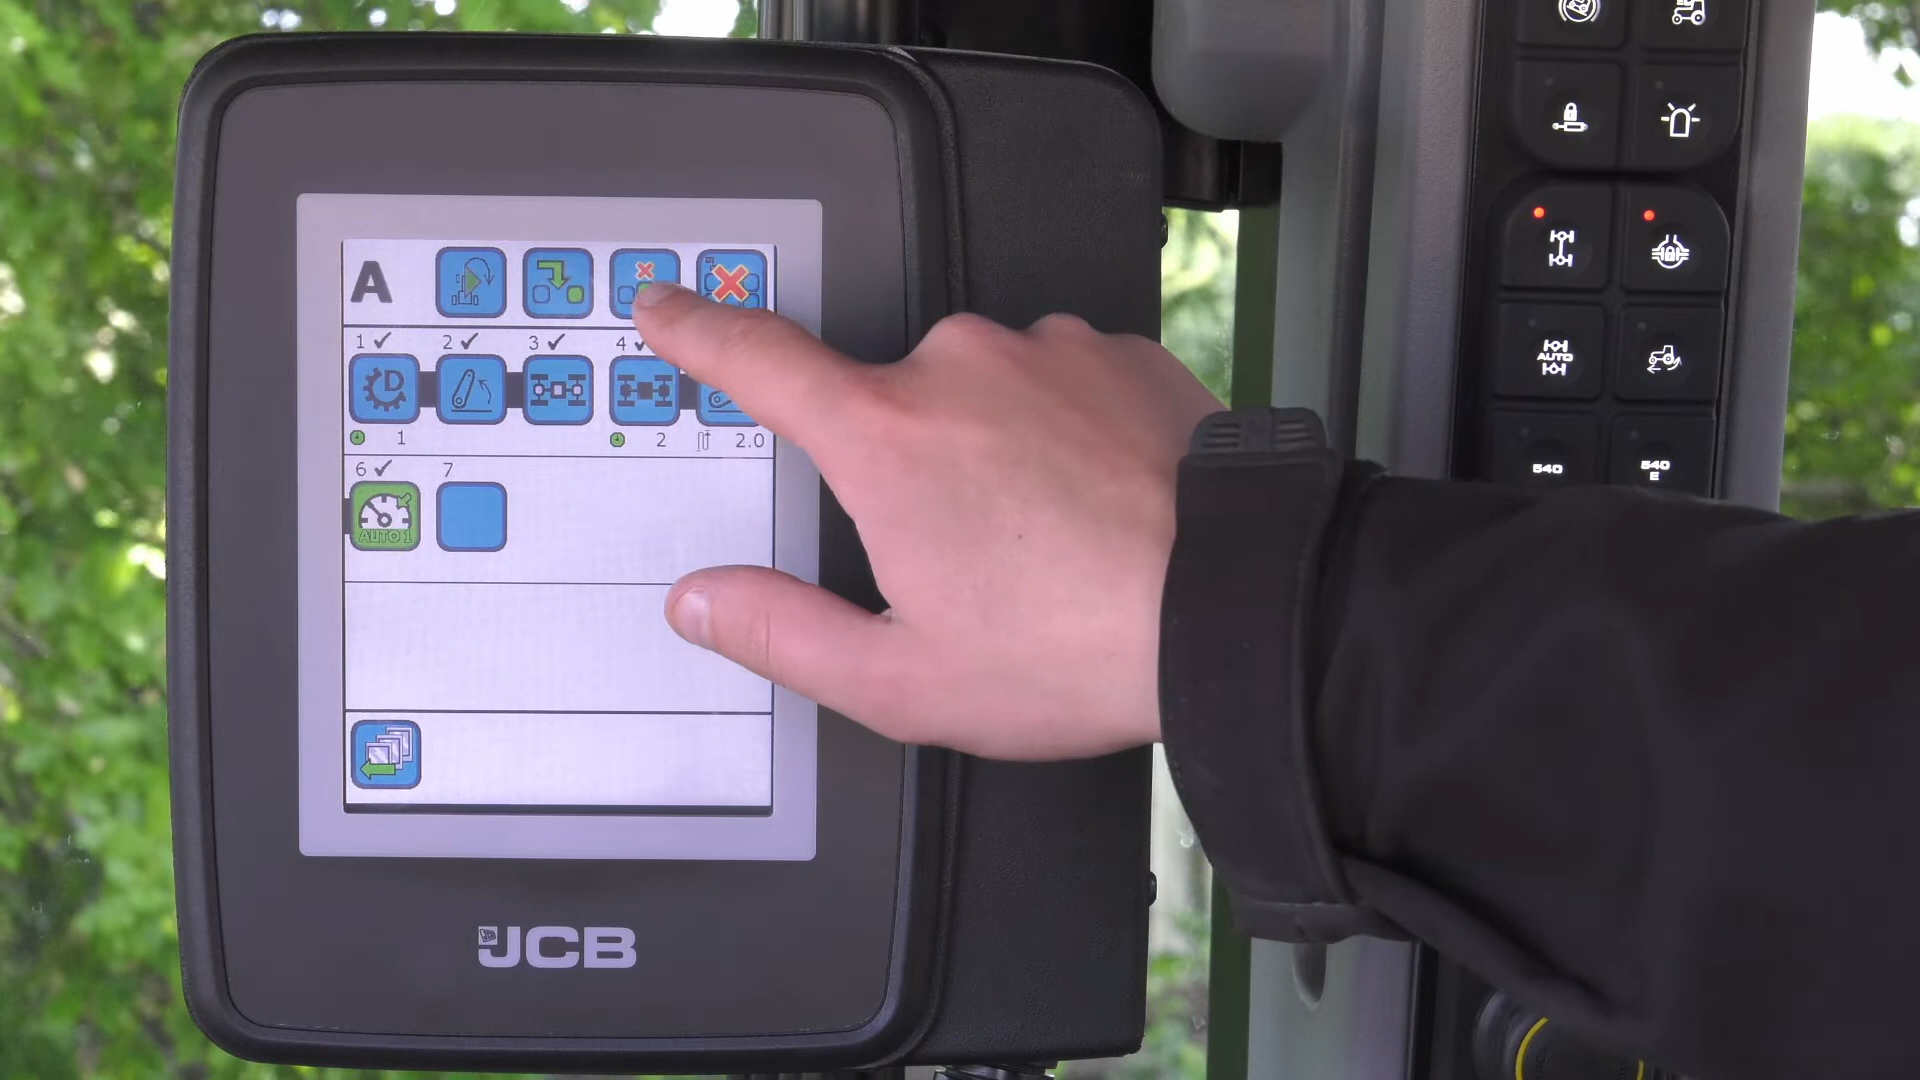 A
1 ✓ 2 ✓ 3 ✓ 4 ✓
D
1 2 2.0
6 ✓ 7
AUTO 1
JCB
AUTO
540 540
E